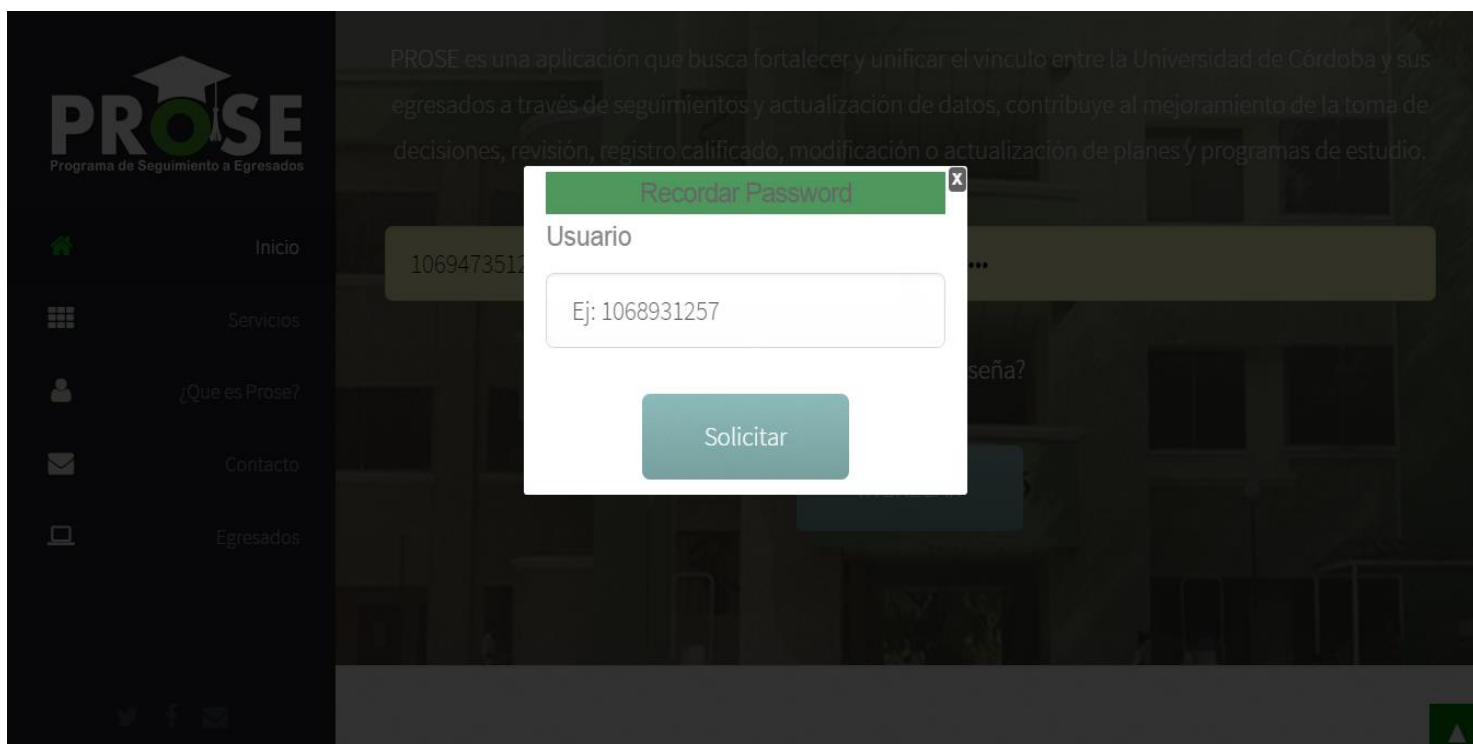 PROSE
Programa de Seguimiento a Egresados
Inicio
Servicios
¿Que es Prose?
Contacto
Egresados
PROSE es una aplicación que busca fortalecer y unificar el vinculo entre la Universidad de Córdoba y sus
egresados a través de seguimientos y actualización de datos, contribuye al mejoramiento de la toma de
decisiones, revisión, registro calificado, modificación o actualización de planes y programas de estudio.
Recordar Password
X
Usuario
106947351
Ej: 1068931257
seña?
Solicitar